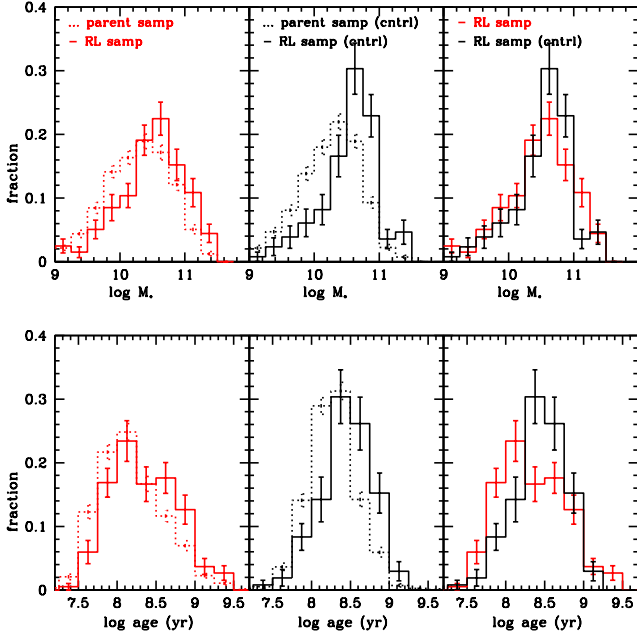 parent samp
RL samp
parent samp (cntrl)
RL samp (cntrl)
RL samp
RL samp (cntrl)
0.4
0.3
0.2
0.1
0
fraction
9 10 11
9 10 11
9 10 11
log M*
log M*
log M*
0.4
0.3
0.2
0.1
0
fraction
7.5 8 8.5 9 9.5
7.5 8 8.5 9 9.5
7.5 8 8.5 9 9.5
log age (yr)
log age (yr)
log age (yr)